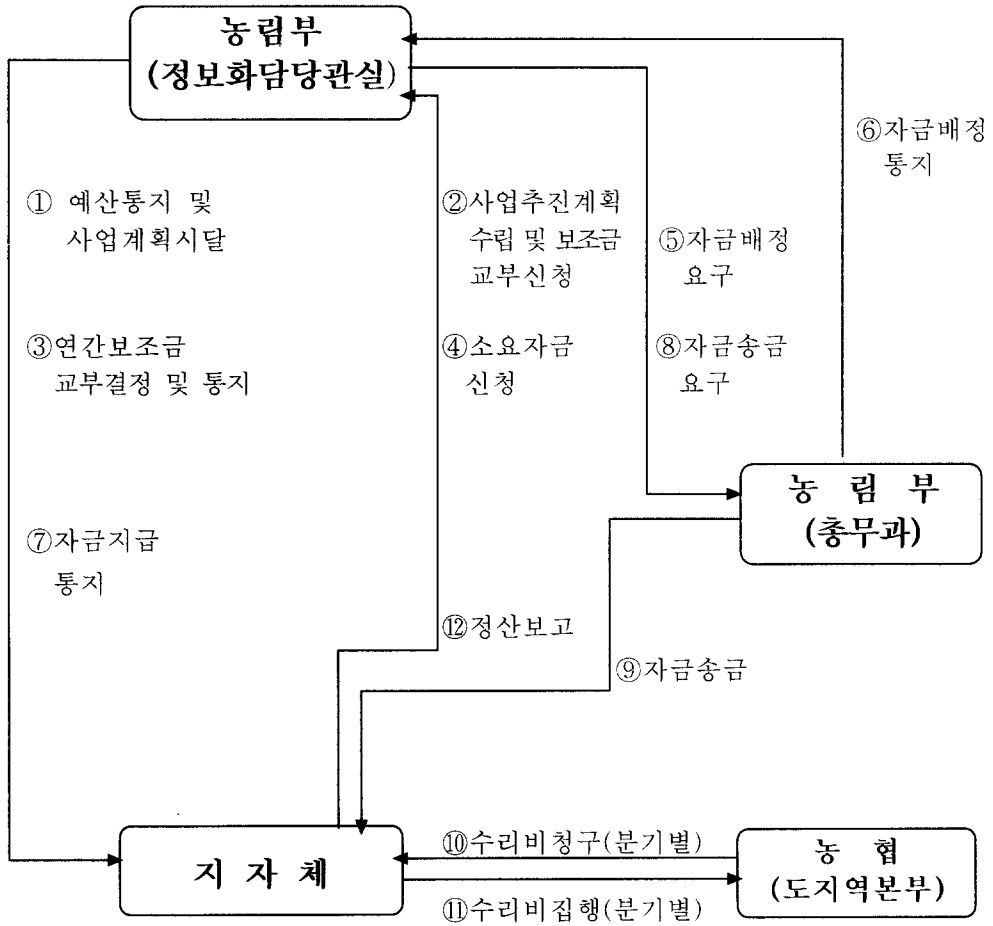 농림부
(정보화담당관실)
⑥자금배정
통지
① 예산통지 및
사업계획시달
②사업추진계획
수립 및 보조금
교부신청
⑤자금배정
요구
③연간보조금
교부결정 및 통지
④소요자금
신청
⑧자금송금
요구
농 림 부
(총무과)
⑦자금지급
통지
⑫정산보고
⑨자금송금
지 자 체
⑩수리비청구(분기별)
⑪수리비집행(분기별)
농 협
(도지역본부)